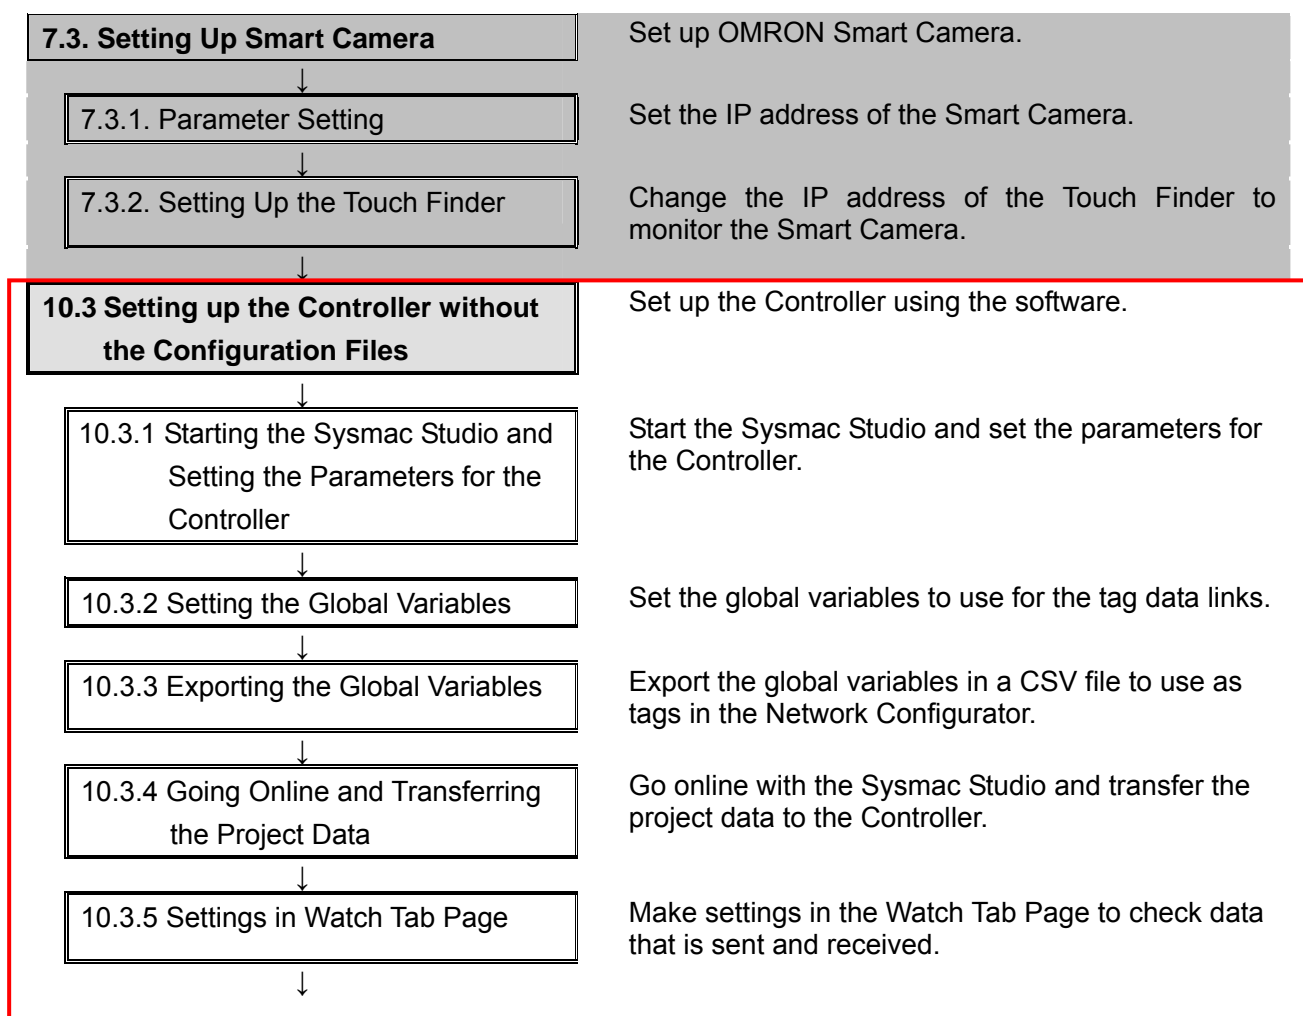 7.3. Setting Up Smart Camera
Set up OMRON Smart Camera.
↓
7.3.1. Parameter Setting
Set the IP address of the Smart Camera.
↓
7.3.2. Setting Up the Touch Finder
Change the IP address of the Touch Finder to
monitor the Smart Camera.
↓
10.3 Setting up the Controller without
the Configuration Files
Set up the Controller using the software.
↓
10.3.1 Starting the Sysmac Studio and
Setting the Parameters for the
Controller
Start the Sysmac Studio and set the parameters for
the Controller.
↓
10.3.2 Setting the Global Variables
Set the global variables to use for the tag data links.
↓
10.3.3 Exporting the Global Variables
Export the global variables in a CSV file to use as
tags in the Network Configurator.
↓
10.3.4 Going Online and Transferring
the Project Data
Go online with the Sysmac Studio and transfer the
project data to the Controller.
↓
10.3.5 Settings in Watch Tab Page
Make settings in the Watch Tab Page to check data
that is sent and received.
↓